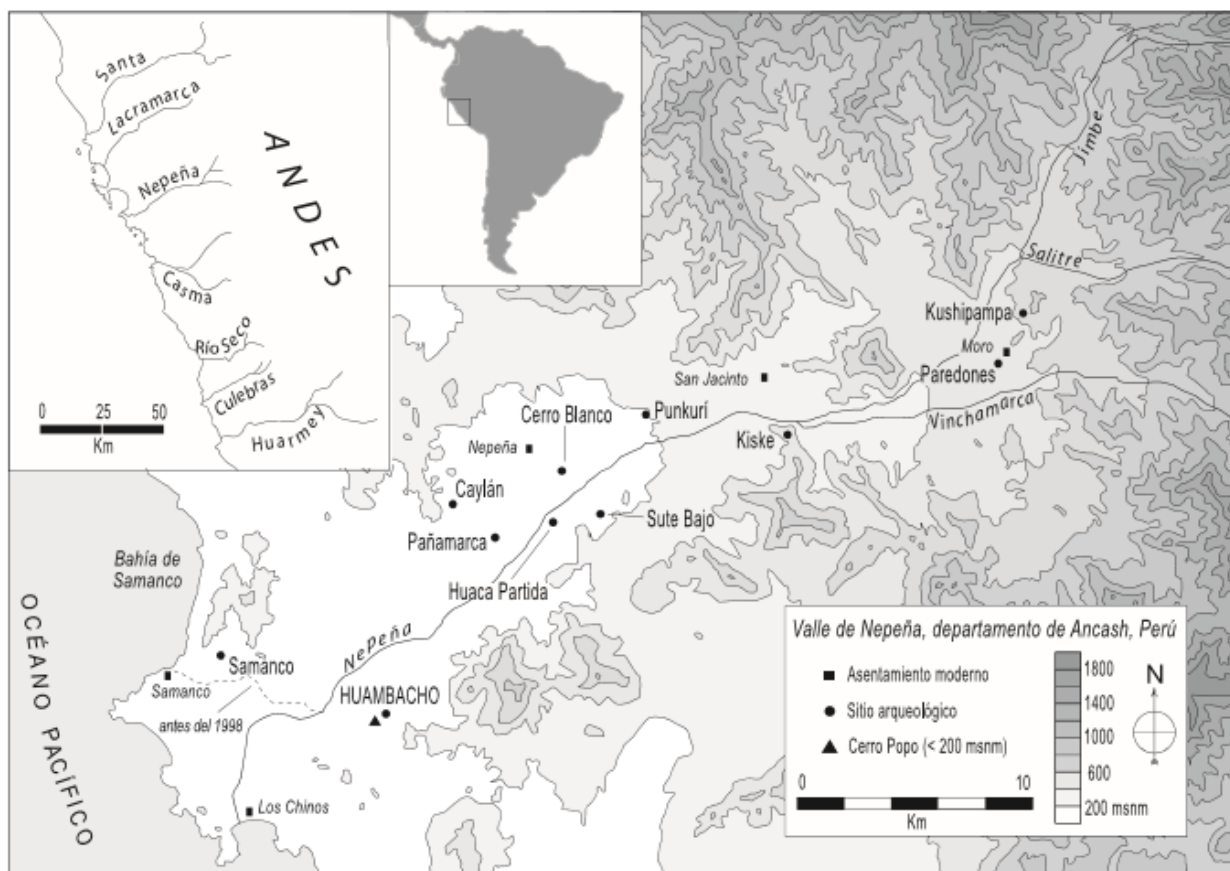 Santa
Lacramarca
Nepeña
Casma
Río Seco
Culebras
Huarmey
ANDES
0 25 50
Km
Jimbe
Salitre
Kushipampa
Moro
Paredones
Vinchamarca
San Jacinto
Cerro Blanco
Punkurí
Kiske
Nepeña
Caylán
Sute Bajo
Pañamarca
Huaca Partida
Bahía de
Samanco
OCÉANO PACÍFICO
Nepeña
Samanco
Samanco
antes del 1998
HUAMBACHO
Los Chinos
Valle de Nepeña, departamento de Ancash, Perú
Asentamiento moderno
Sitio arqueológico
Cerro Popo (< 200 msnm)
0 10
Km
1800
1400
1000
600
200 msnm
N